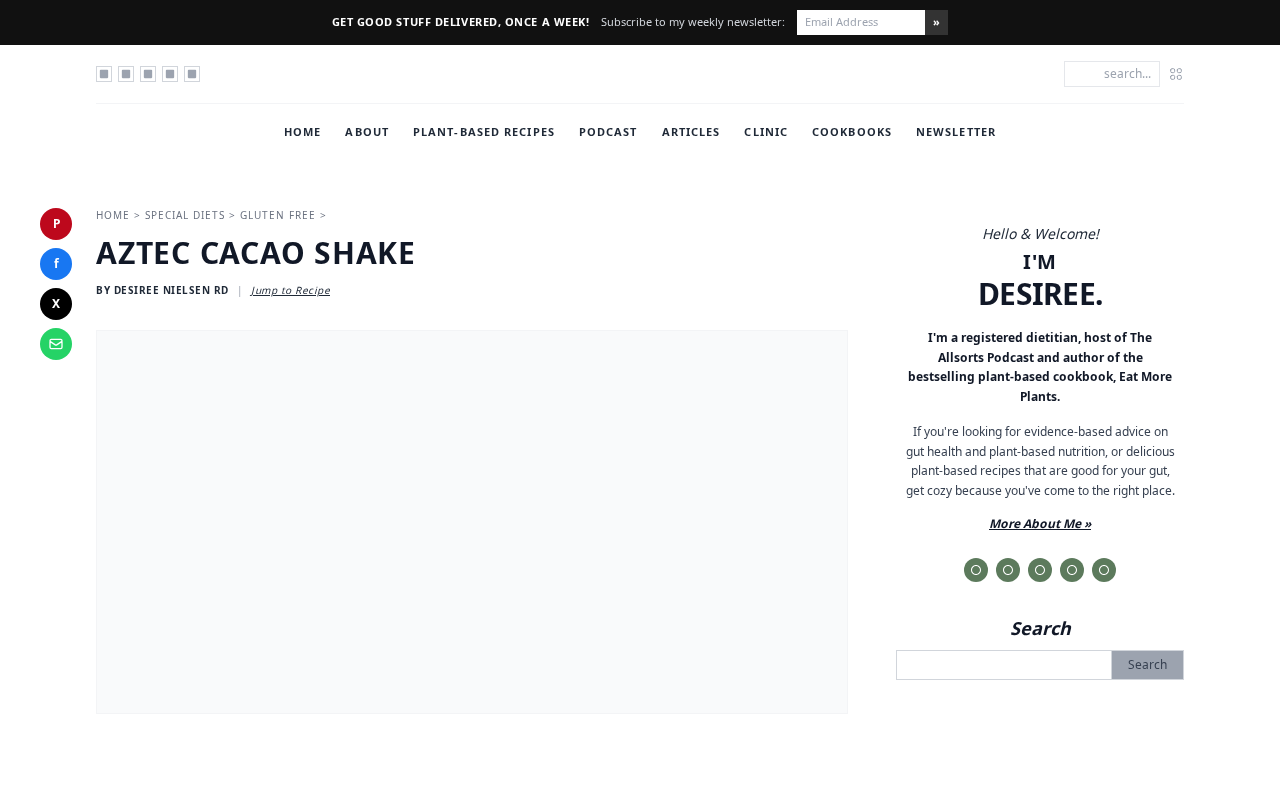 GET GOOD STUFF DELIVERED, ONCE A WEEK! Subscribe to my weekly newsletter: Email Address »
search...
HOME ABOUT PLANT-BASED RECIPES PODCAST ARTICLES CLINIC COOKBOOKS NEWSLETTER
P
f
X
HOME > SPECIAL DIETS > GLUTEN FREE >
AZTEC CACAO SHAKE
BY DESIREE NIELSEN RD | Jump to Recipe
Hello & Welcome!
I'M
DESIREE.
I'm a registered dietitian, host of The
Allsorts Podcast and author of the
bestselling plant-based cookbook, Eat More
Plants.
If you're looking for evidence-based advice on
gut health and plant-based nutrition, or delicious
plant-based recipes that are good for your gut,
get cozy because you've come to the right place.
More About Me »
Search
Search